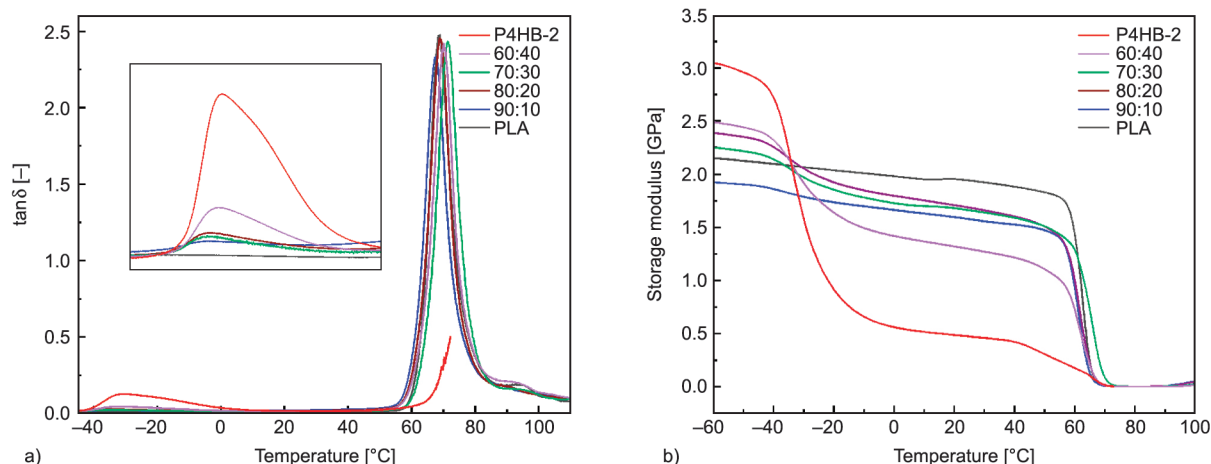 2.5
2.0
1.5
1.0
0.5
0.0
tanδ [–]
P4HB-2
60:40
70:30
80:20
90:10
PLA
–40 –20 0 20 40 60 80 100
Temperature [°C]
a)
3.5
3.0
2.5
2.0
1.5
1.0
0.5
0.0
Storage modulus [GPa]
P4HB-2
60:40
70:30
80:20
90:10
PLA
–60 –40 –20 0 20 40 60 80 100
Temperature [°C]
b)